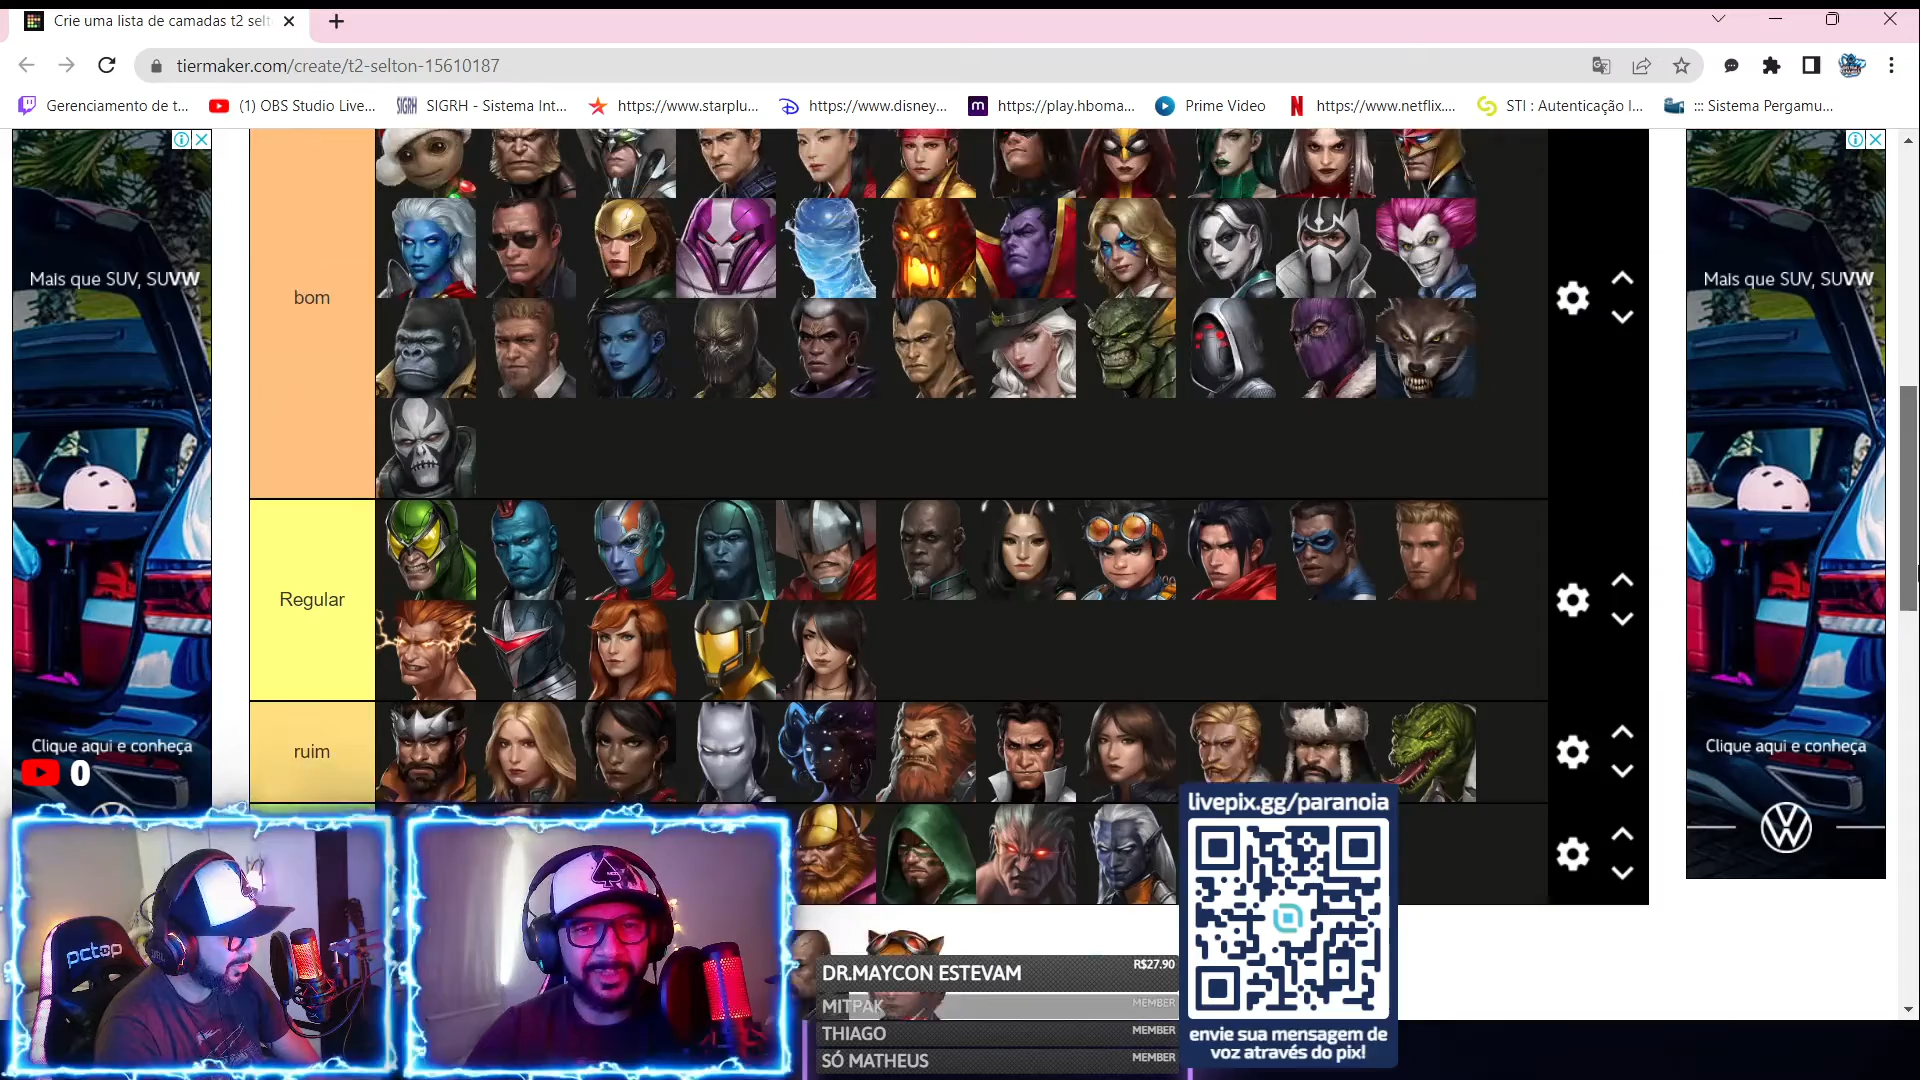 Crie uma lista de camadas t2 selt
tiermaker.com/create/t2-selton-15610187
Gerenciamento de t...
(1) OBS Studio Live...
SIGRH
SIGRH - Sistema Int...
https://www.starplu...
https://www.disney...
m
https://play.hboma...
Prime Video
N
https://www.netflix....
STI : Autenticação I...
::: Sistema Pergamu...
Mais que SUV, SUVW
Mais que SUV, SUVW
bom
Regular
ruim
Clique aqui e conheça
Clique aqui e conheça
0
livepix.gg/paranoia
pctop
DR.MAYCON ESTEVAM
R$27.90
MITPAK
MEMBER
THIAGO
MEMBER
SÓ MATHEUS
MEMBER
envie sua mensagem de
voz através do pix!